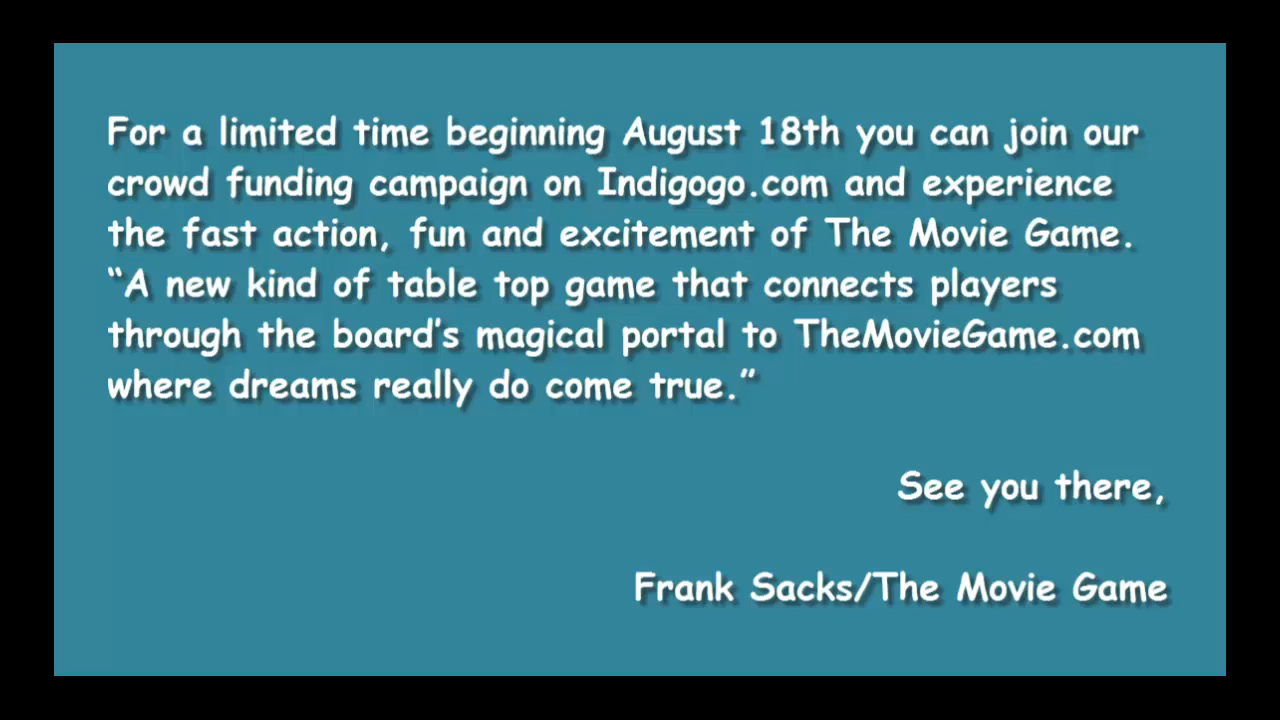 For a limited time beginning August 18th you can join our
crowd funding campaign on Indigogo.com and experience
the fast action, fun and excitement of The Movie Game.
“A new kind of table top game that connects players
through the board’s magical portal to TheMovieGame.com
where dreams really do come true.”
See you there,
Frank Sacks/The Movie Game